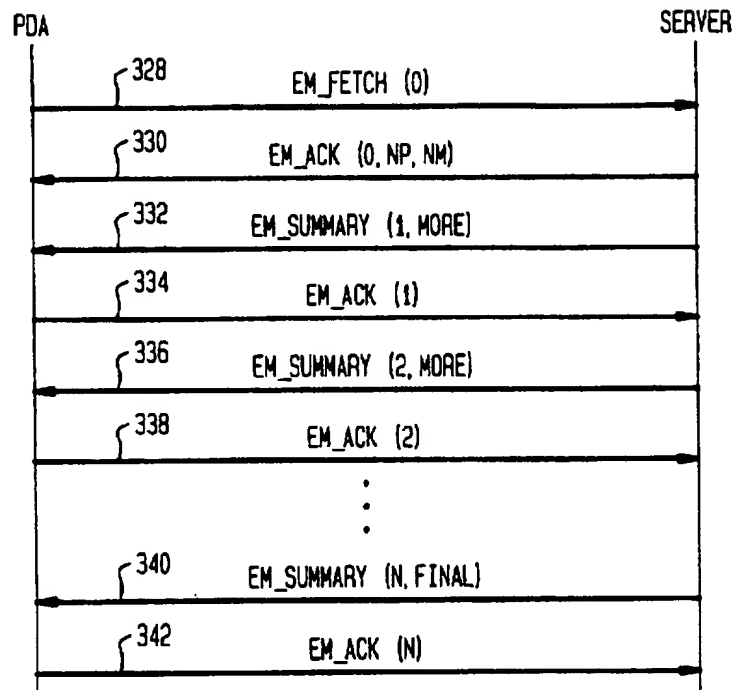 PDA SERVER
328 EM_FETCH (0)
330 EM_ACK (0, NP, NM)
332 EM_SUMMARY (1, MORE)
334 EM_ACK (1)
336 EM_SUMMARY (2, MORE)
338 EM_ACK (2)
340 EM_SUMMARY (N, FINAL)
342 EM_ACK (N)